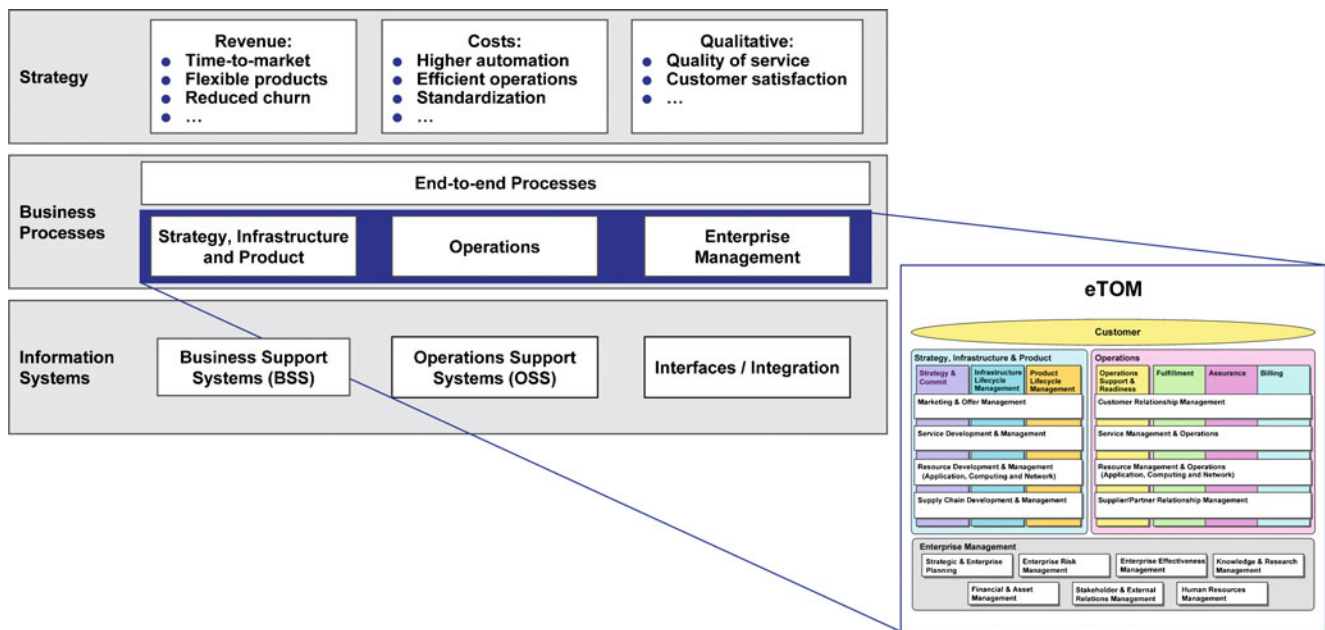 Strategy
Revenue:
Time-to-market
Flexible products
Reduced churn
…
Costs:
Higher automation
Efficient operations
Standardization
…
Qualitative:
Quality of service
Customer satisfaction
…
Business
Processes
End-to-end Processes
Strategy, Infrastructure
and Product
Operations
Enterprise
Management
Information
Systems
Business Support
Systems (BSS)
Operations Support
Systems (OSS)
Interfaces / Integration
eTOM
Customer
Strategy, Infrastructure & Product
Strategy &
Commit
Infrastructure
Lifecycle
Management
Product
Lifecycle
Management
Marketing & Offer Management
Service Development & Management
Resource Development & Management
(Application, Computing and Network)
Supply Chain Development & Management
Operations
Operations
Support &
Readiness
Fulfillment
Assurance
Billing
Customer Relationship Management
Service Management & Operations
Resource Management & Operations
(Application, Computing and Network)
Supplier/Partner Relationship Management
Enterprise Management
Strategic & Enterprise
Planning
Enterprise Risk
Management
Enterprise Effectiveness
Management
Knowledge & Research
Management
Financial & Asset
Management
Stakeholder & External
Relations Management
Human Resources
Management